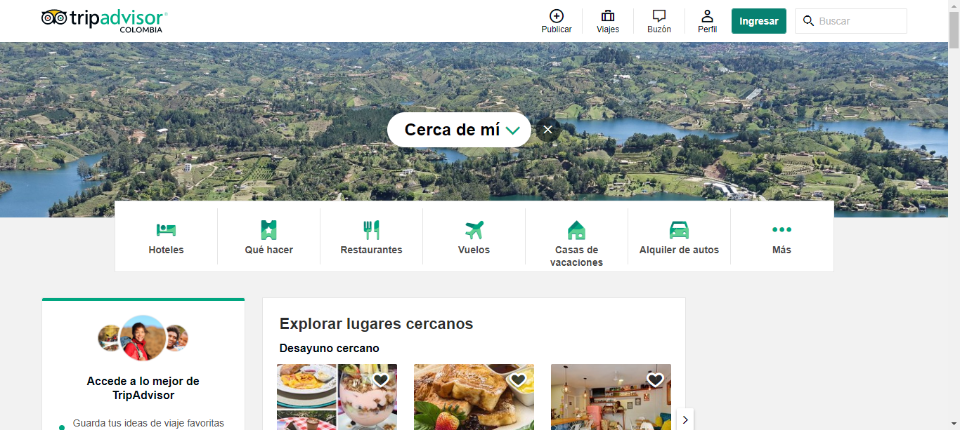 tripadvisor
COLOMBIA
Publicar
Viajes
Buzón
Perfil
Ingresar
Buscar
Cerca de mí
Hoteles
Qué hacer
Restaurantes
Vuelos
Casas de
vacaciones
Alquiler de autos
Más
Accede a lo mejor de
TripAdvisor
Guarda tus ideas de viaje favoritas
Explorar lugares cercanos
Desayuno cercano